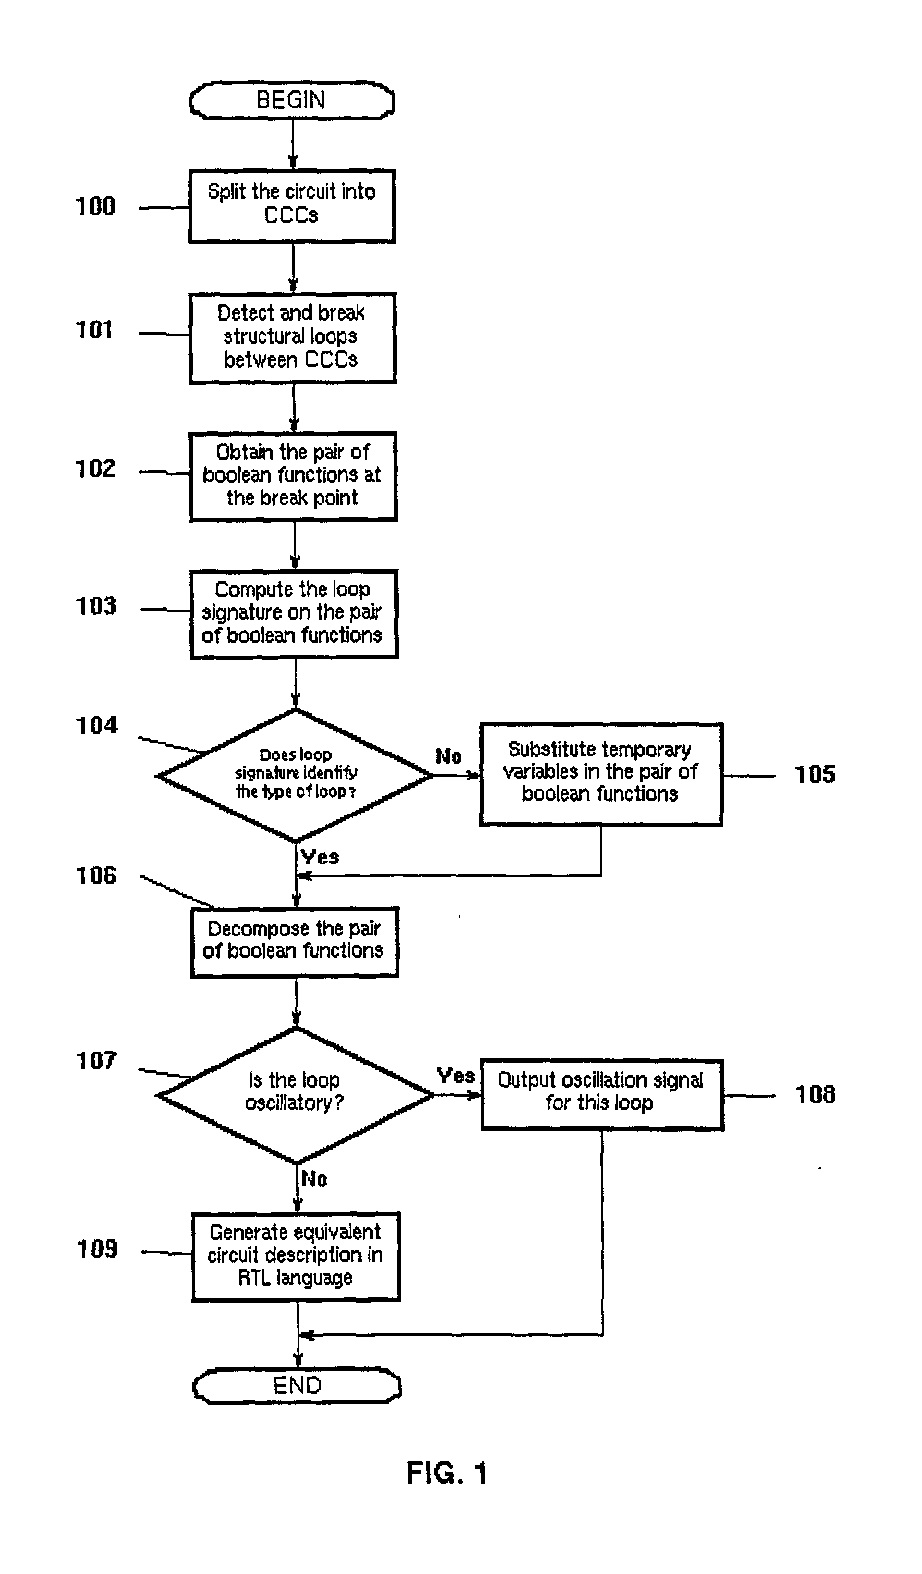 BEGIN
100
Split the circuit into
CCCs
101
Detect and break
structural loops
between CCCs
102
Obtain the pair of
boolean functions at
the break point
103
Compute the loop
signature on the pair
of boolean functions
104
Does loop
signature identify
the type of loop?
No
Substitute temporary
variables in the pair of
boolean functions
105
Yes
106
Decompose the pair
of boolean functions
107
Is the loop
oscillatory?
Yes
Output oscillation signal
for this loop
108
No
109
Generate equivalent
circuit description in
RTL language
END
FIG. 1